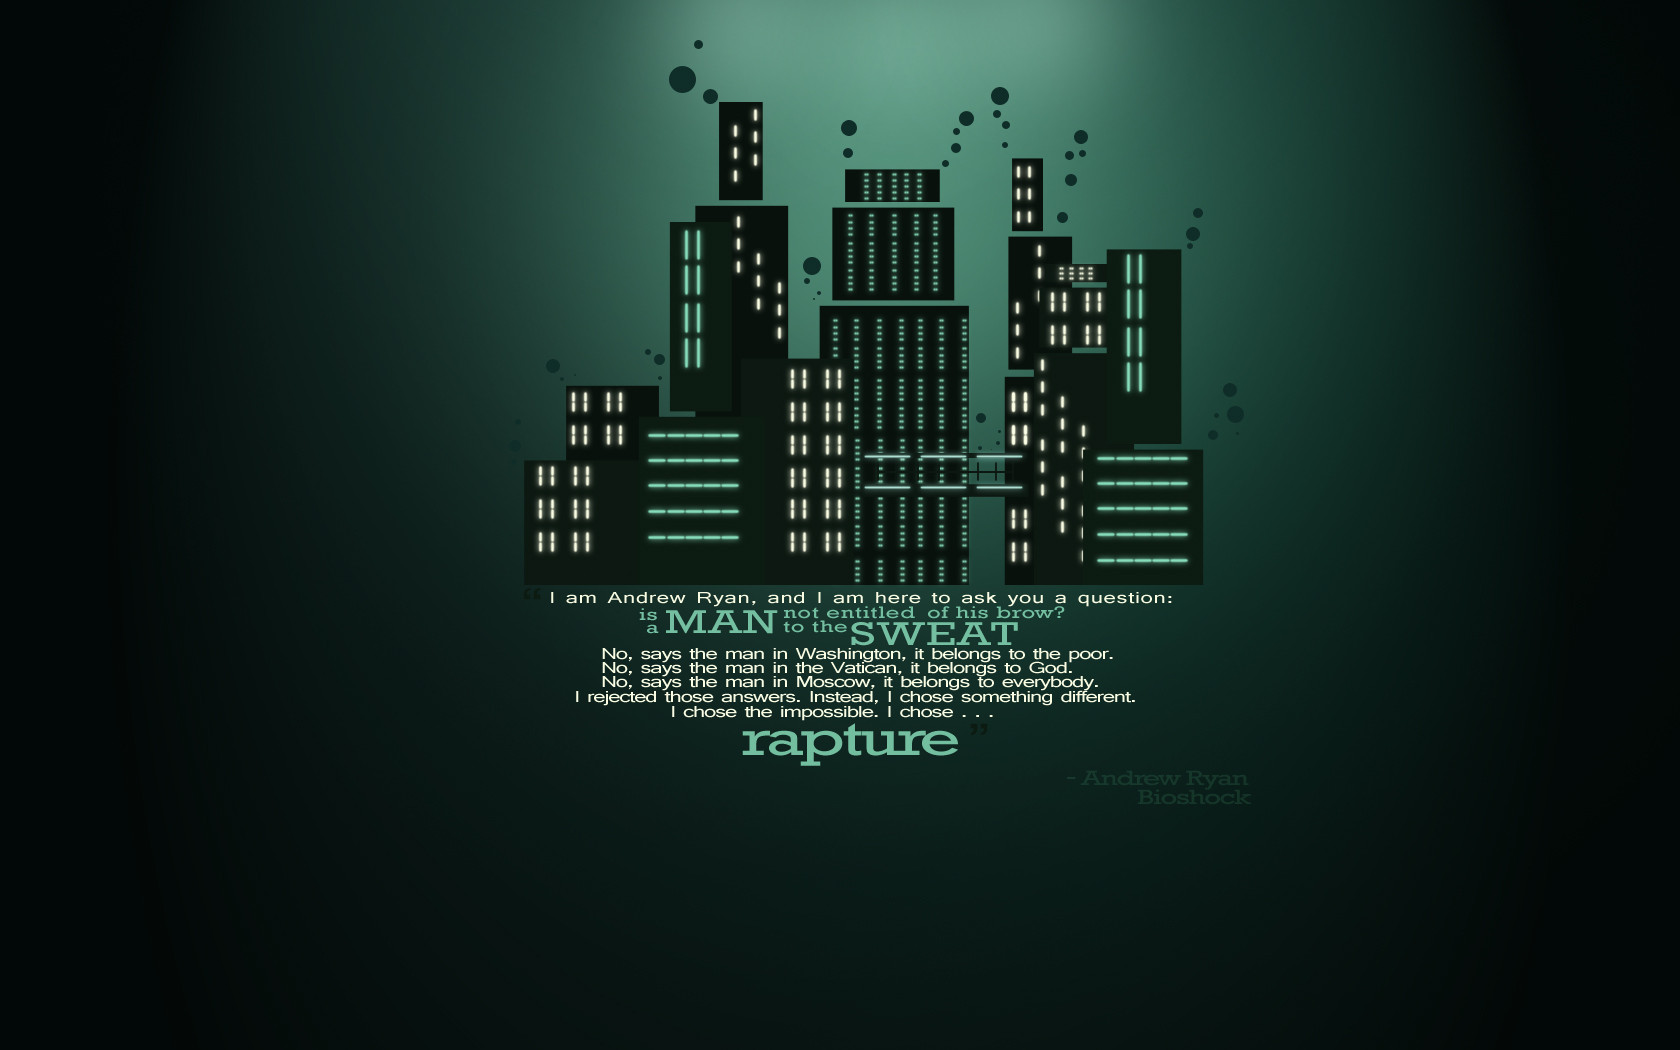 “ I am Andrew Ryan, and I am here to ask you a question:
is a MAN not entitled to the SWEAT of his brow?
No, says the man in Washington, it belongs to the poor.
No, says the man in the Vatican, it belongs to God.
No, says the man in Moscow, it belongs to everybody.
I rejected those answers. Instead, I chose something different.
I chose the impossible. I chose . . .
rapture ”
- Andrew Ryan
Bioshock